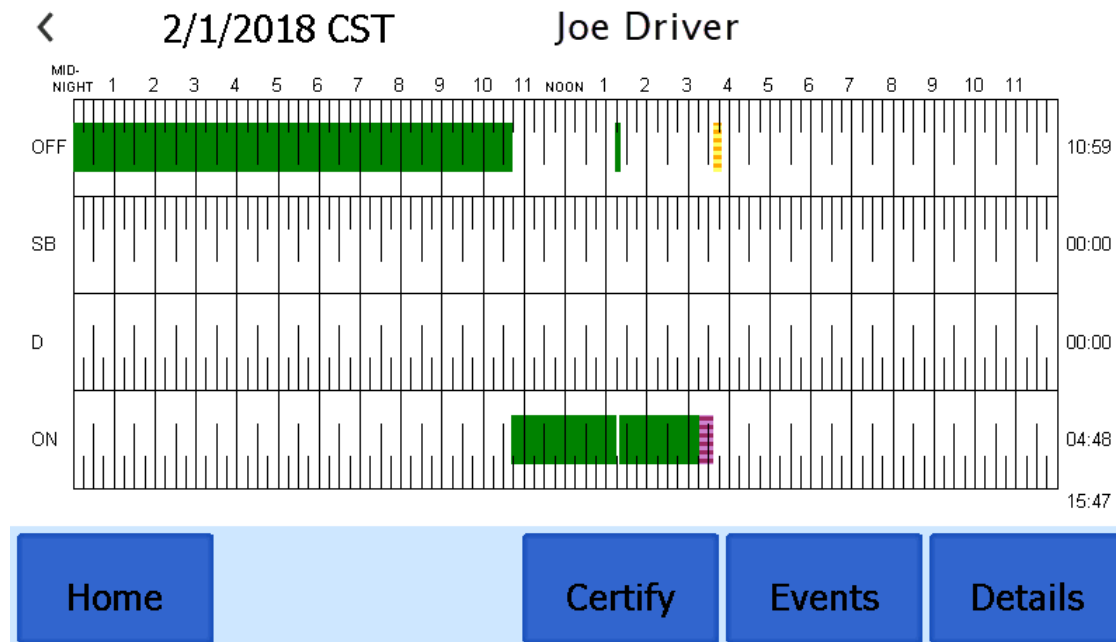 2/1/2018 CST Joe Driver
MID-
NIGHT 1 2 3 4 5 6 7 8 9 10 11 NOON 1 2 3 4 5 6 7 8 9 10 11
OFF 10:59
SB 00:00
D 00:00
ON 04:48
15:47
Home Certify Events Details